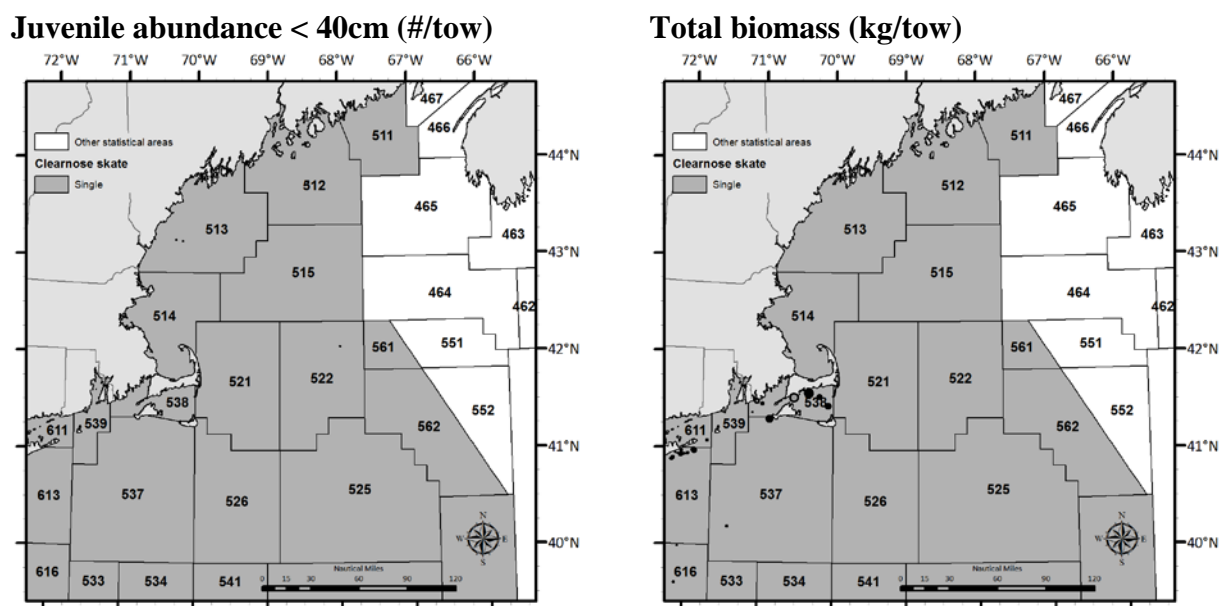 Juvenile abundance < 40cm (#/tow)
72°W 71°W 70°W 69°W 68°W 67°W 66°W
Other statistical areas
Clearnose skate
Single
467
466
511
44°N
512
465
513
463
43°N
515
464
462
514
551
42°N
561
521
522
552
538
562
539
611
41°N
537
525
613
526
N
W E
S
40°N
616
533
534
541
Nautical Miles
0 15 30 60 90 120
Total biomass (kg/tow)
72°W 71°W 70°W 69°W 68°W 67°W 66°W
Other statistical areas
Clearnose skate
Single
467
466
511
44°N
512
465
513
463
43°N
515
464
462
514
551
42°N
561
521
522
552
538
562
539
611
41°N
537
525
613
526
N
W E
S
40°N
616
533
534
541
Nautical Miles
0 15 30 60 90 120